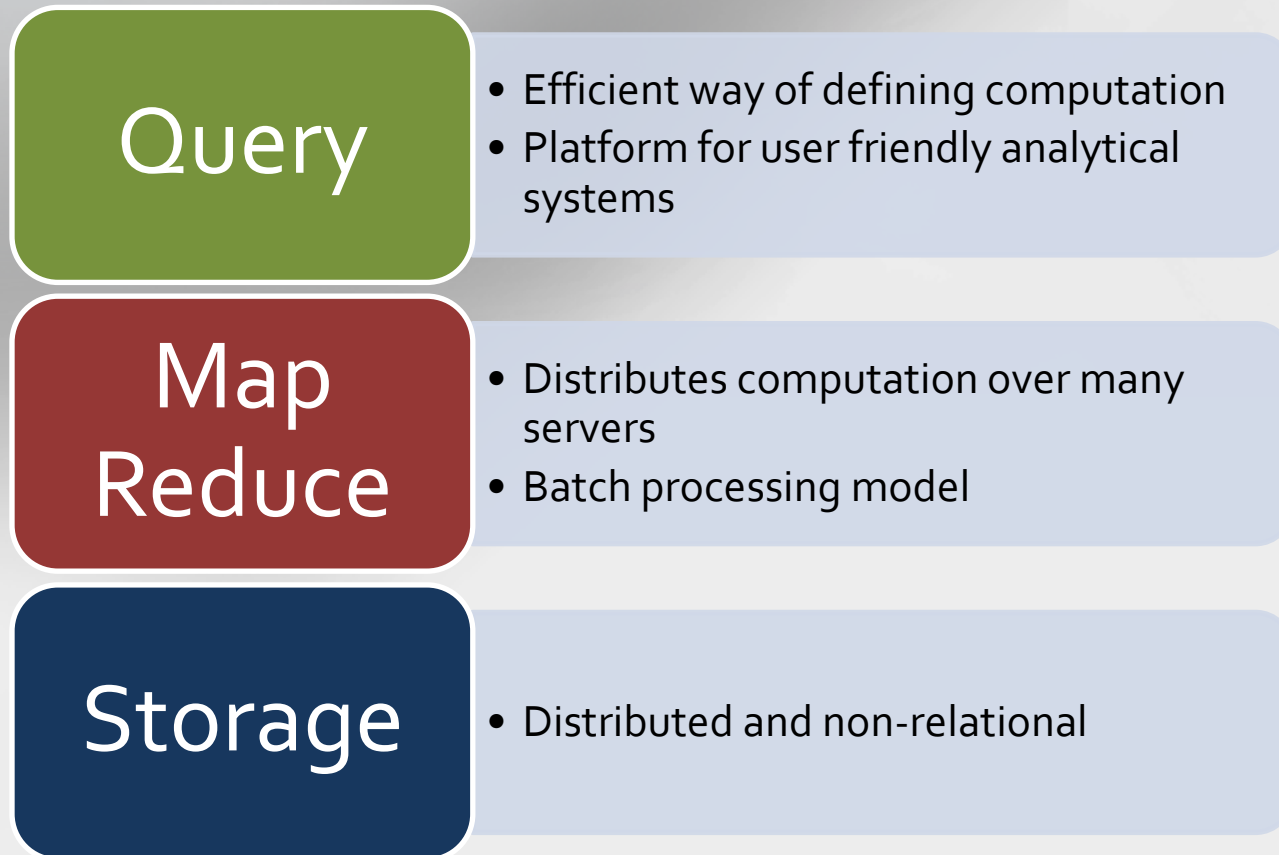 Query
• Efficient way of defining computation
• Platform for user friendly analytical
systems
Map
Reduce
• Distributes computation over many
servers
• Batch processing model
Storage
• Distributed and non-relational